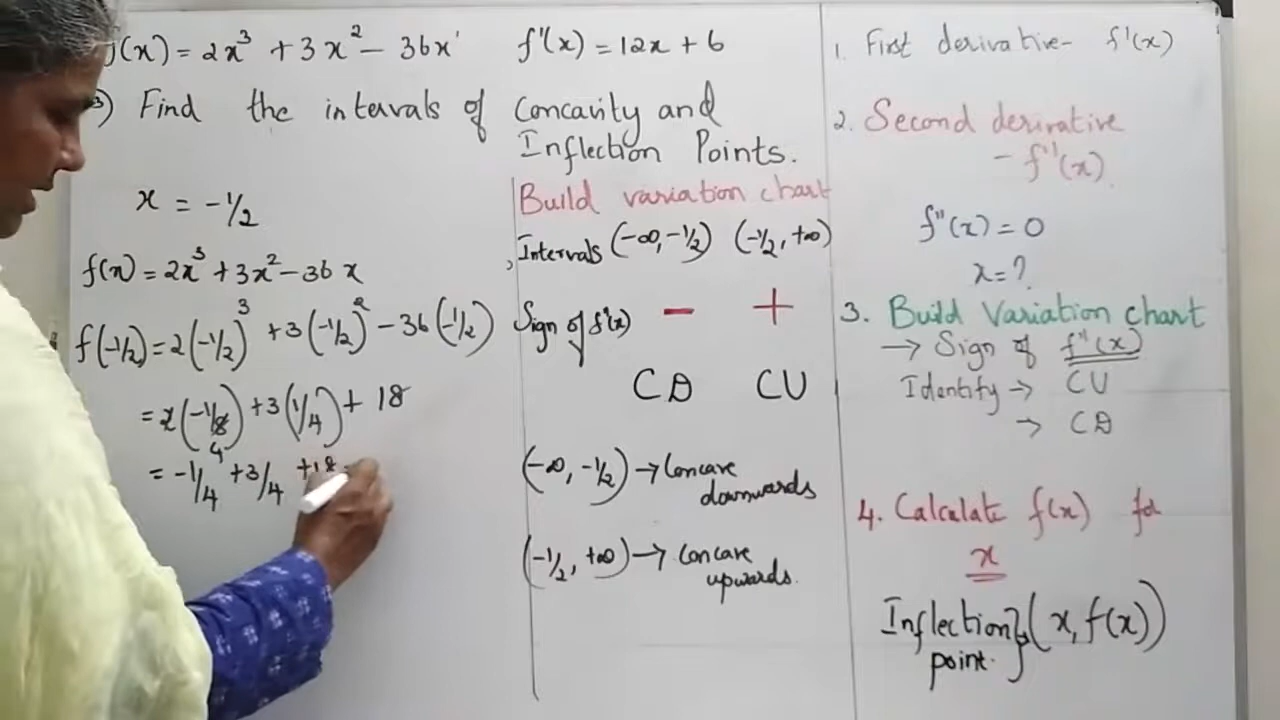 f(x) = 2x³ + 3x² - 36x
f''(x) = 12x + 6
3) Find the intervals of Concavity and
Inflection Points.
x = -1/2
f(x) = 2x³ + 3x² - 36x
f(-1/2) = 2(-1/2)³ + 3(-1/2)² - 36(-1/2)
= 2(-1/8) + 3(1/4) + 18
4
= -1/4 + 3/4 + 18
Build variation chart
Intervals (-∞, -1/2) (-1/2, +∞)
Sign of f''(x) - +
CD CU
(-∞, -1/2) → Concave
downwards
(-1/2, +∞) → Concave
upwards.
1. First derivative - f'(x)
2. Second derivative
- f''(x)
f''(x) = 0
x = ?
3. Build Variation chart
→ Sign of f''(x)
Identify → CU
→ CD
4. Calculate f(x) for
x
Inflection } (x, f(x))
point.